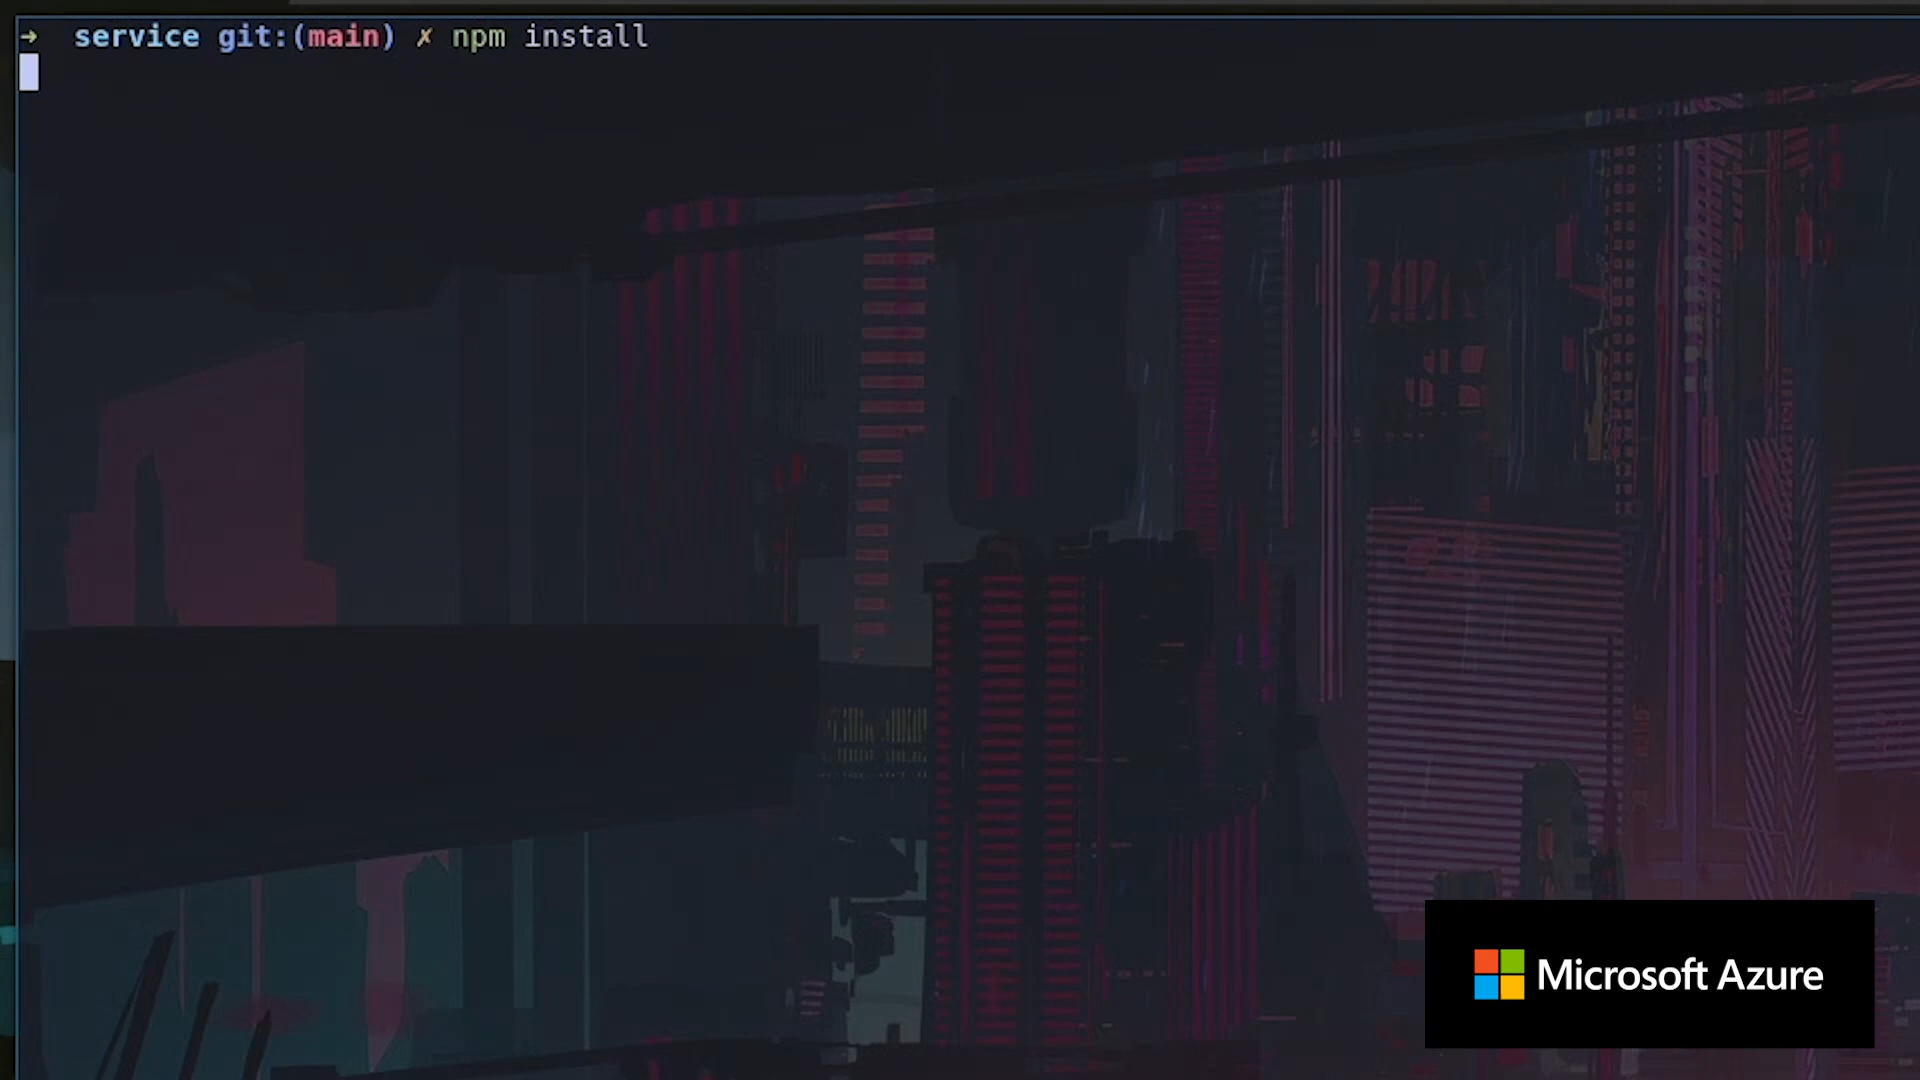 ➜ service git:(main) ✗ npm install
Microsoft Azure